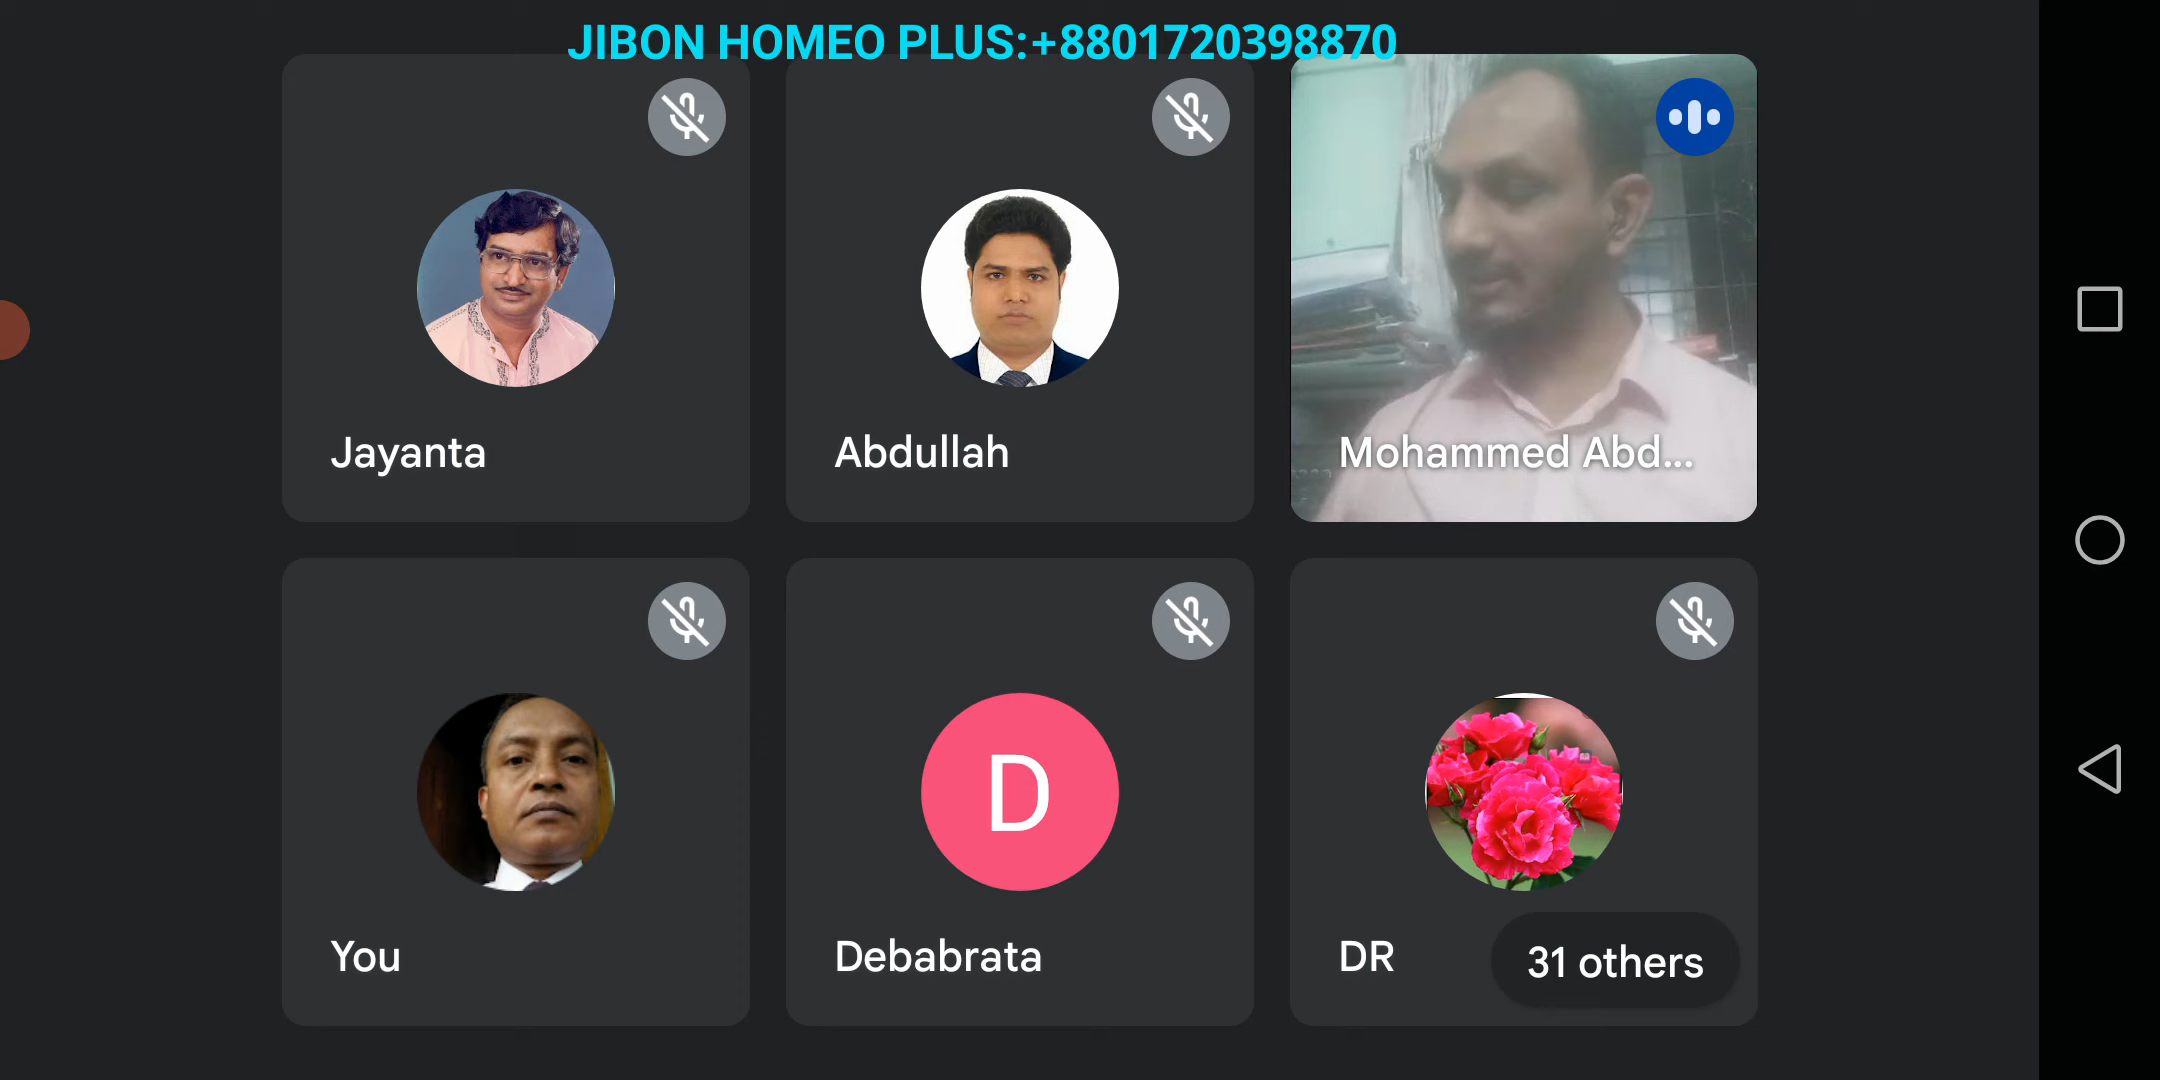 JIBON HOMEO PLUS:+8801720398870
Jayanta
Abdullah
Mohammed Abd...
You
D
Debabrata
DR
31 others